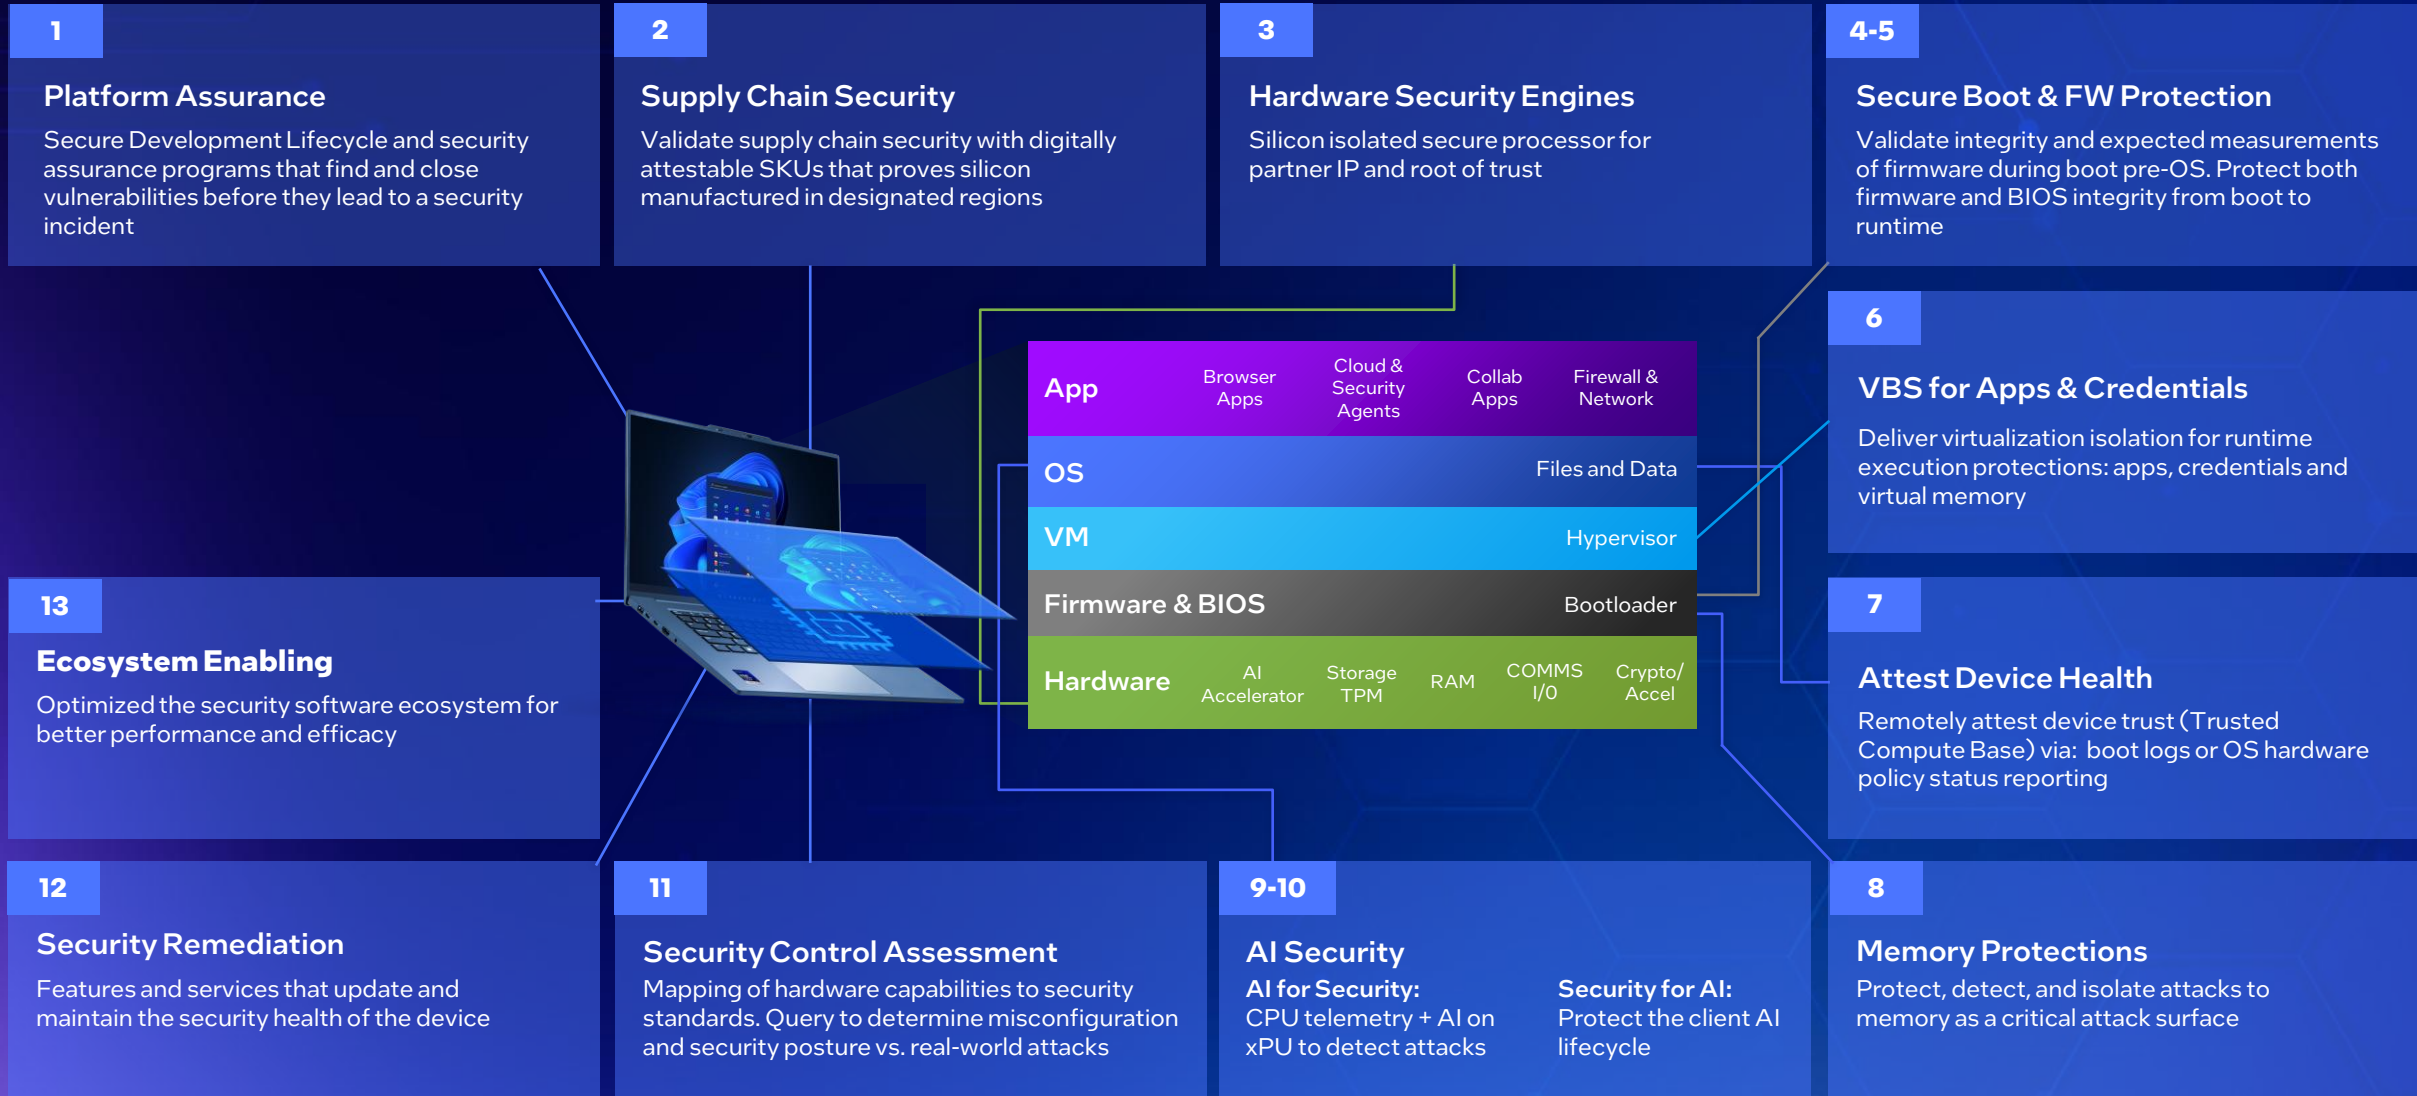 1
Platform Assurance
Secure Development Lifecycle and security
assurance programs that find and close
vulnerabilities before they lead to a security
incident
2
Supply Chain Security
Validate supply chain security with digitally
attestable SKUs that proves silicon
manufactured in designated regions
3
Hardware Security Engines
Silicon isolated secure processor for
partner IP and root of trust
4-5
Secure Boot & FW Protection
Validate integrity and expected measurements
of firmware during boot pre-OS. Protect both
firmware and BIOS integrity from boot to
runtime
6
VBS for Apps & Credentials
Deliver virtualization isolation for runtime
execution protections: apps, credentials and
virtual memory
7
Attest Device Health
Remotely attest device trust (Trusted
Compute Base) via:  boot logs or OS hardware
policy status reporting
App
Browser
Apps
Cloud &
Security
Agents
Collab
Apps
Firewall &
Network
OS
Files and Data
VM
Hypervisor
Firmware & BIOS
Bootloader
Hardware
AI
Accelerator
Storage
TPM
RAM
COMMS
I/0
Crypto/
Accel
13
Ecosystem Enabling
Optimized the security software ecosystem for
better performance and efficacy
12
Security Remediation
Features and services that update and
maintain the security health of the device
11
Security Control Assessment
Mapping of hardware capabilities to security
standards. Query to determine misconfiguration
and security posture vs. real-world attacks
9-10
AI Security
AI for Security:
CPU telemetry + AI on
xPU to detect attacks
Security for AI:
Protect the client AI
lifecycle
8
Memory Protections
Protect, detect, and isolate attacks to
memory as a critical attack surface